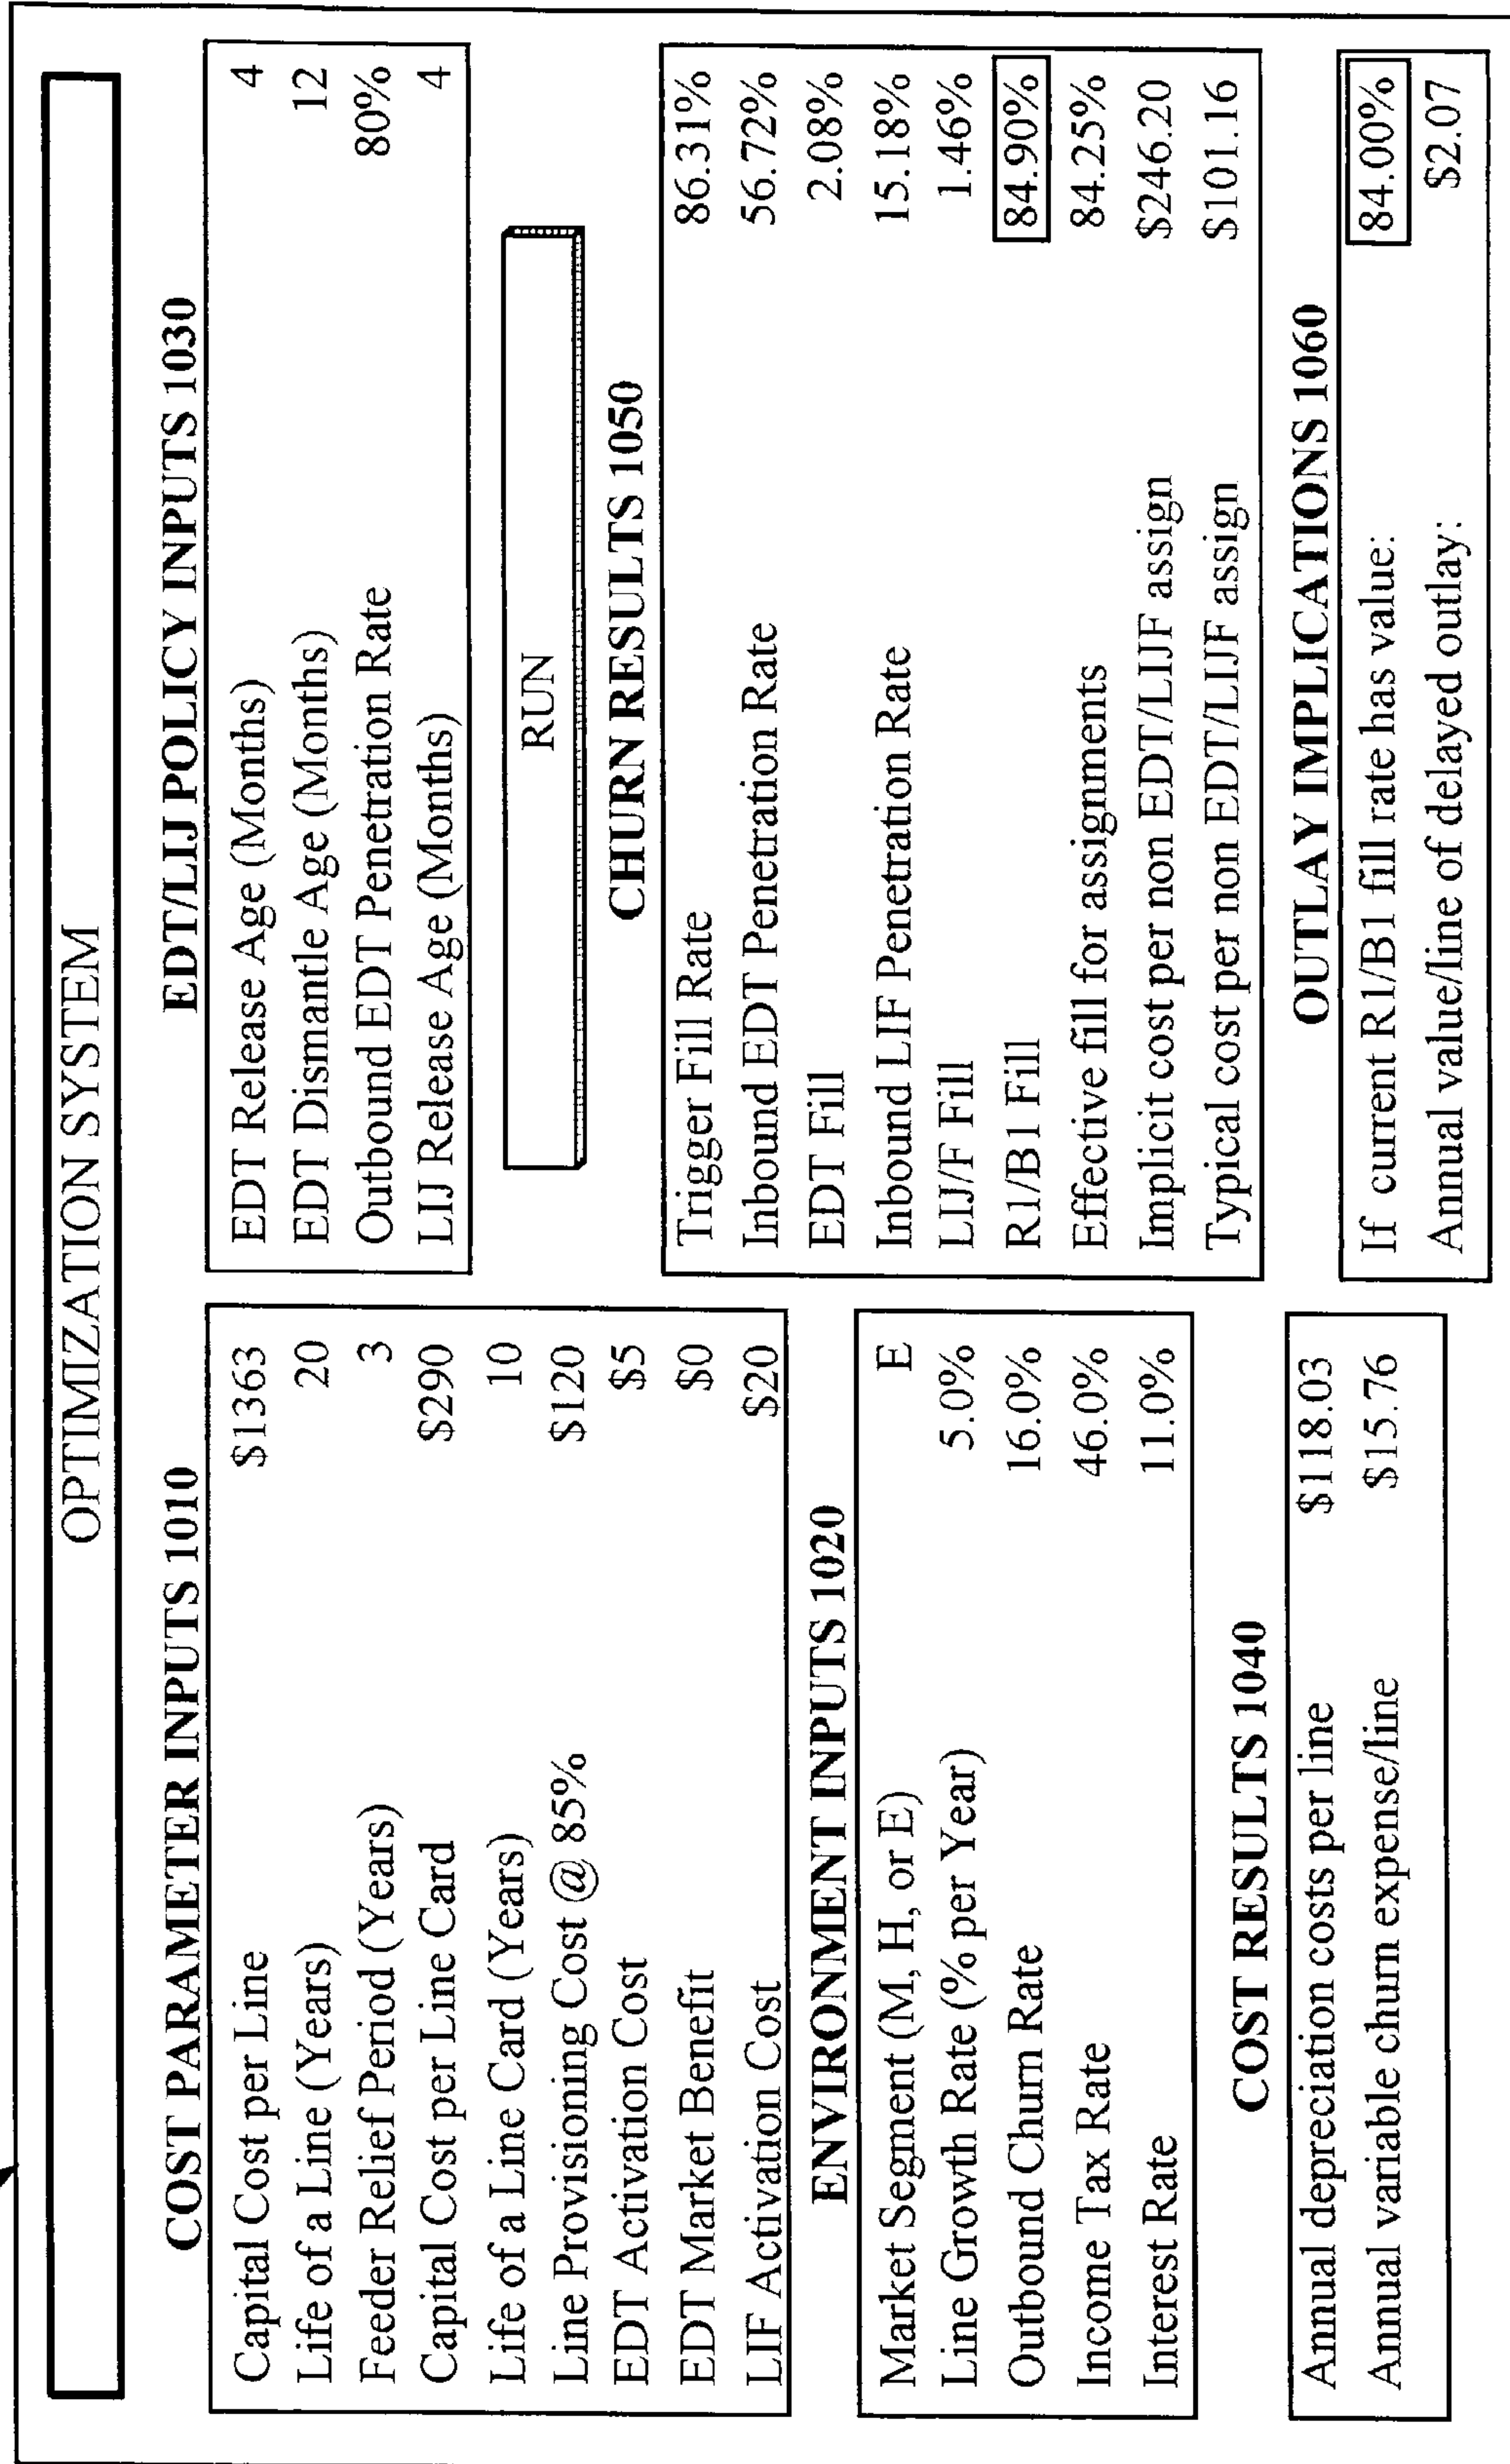 OPTIMIZATION SYSTEM
COST PARAMETER INPUTS 1010
Capital Cost per Line $1363
Life of a Line (Years) 20
Feeder Relief Period (Years) 3
Capital Cost per Line Card $290
Life of a Line Card (Years) 10
Line Provisioning Cost @ 85% $120
EDT Activation Cost $5
EDT Market Benefit $0
LIF Activation Cost $20
ENVIRONMENT INPUTS 1020
Market Segment (M, H, or E) E
Line Growth Rate (% per Year) 5.0%
Outbound Churn Rate 16.0%
Income Tax Rate 46.0%
Interest Rate 11.0%
COST RESULTS 1040
Annual depreciation costs per line $118.03
Annual variable churn expense/line $15.76
EDT/LIJ POLICY INPUTS 1030
EDT Release Age (Months) 4
EDT Dismantle Age (Months) 12
Outbound EDT Penetration Rate 80%
LIJ Release Age (Months) 4
RUN
CHURN RESULTS 1050
Trigger Fill Rate 86.31%
Inbound EDT Penetration Rate 56.72%
EDT Fill 2.08%
Inbound LIF Penetration Rate 15.18%
LIJ/F Fill 1.46%
R1/B1 Fill 84.90%
Effective fill for assignments 84.25%
Implicit cost per non EDT/LIJF assign $246.20
Typical cost per non EDT/LIJF assign $101.16
OUTLAY IMPLICATIONS 1060
If current R1/B1 fill rate has value: 84.00%
Annual value/line of delayed outlay: $2.07